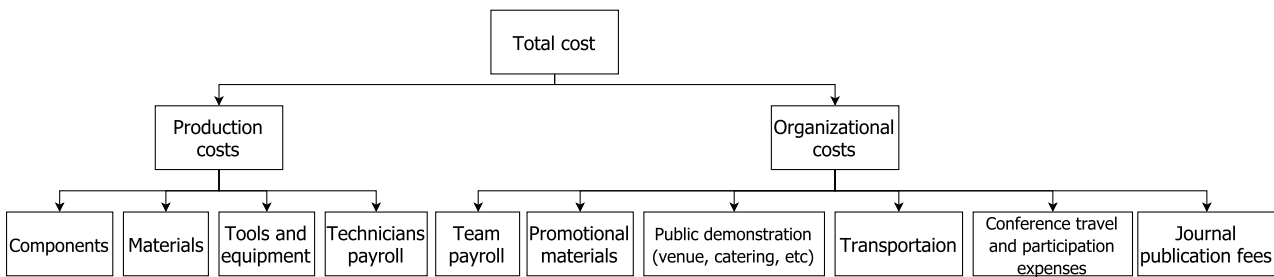 Total cost
Production
costs
Organizational
costs
Components
Materials
Tools and
equipment
Technicians
payroll
Team
payroll
Promotional
materials
Public demonstration
(venue, catering, etc)
Transportaion
Conference travel
and participation
expenses
Journal
publication fees